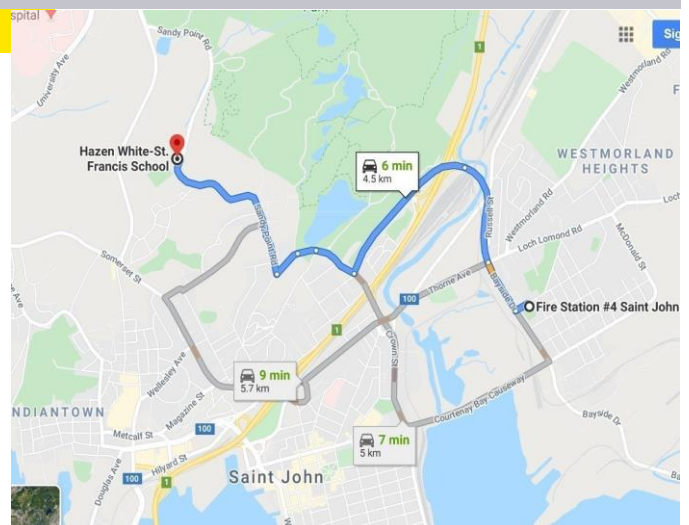 spital
Sandy Point Rd
University Ave
1
Sig
Westmorland Rd
F
Hazen White-St.
Francis School
6 min
4.5 km
WESTMORLAND
HEIGHTS
Russell St
Westmorland Rd
Loch Lomond Rd
McDonald St
Sandy Point Rd
Somerset St
Thorne Ave
100
Bayside Dr
Fire Station #4 Saint John
1
Crown St
Wellesley Ave
9 min
5.7 km
Magazine St
Courtenay Bay Causeway
NDIANTOWN
Metcalf St
100
7 min
5 km
Bayside Dr
Douglas Ave
Hilyard St
100
1
Saint John
Ba